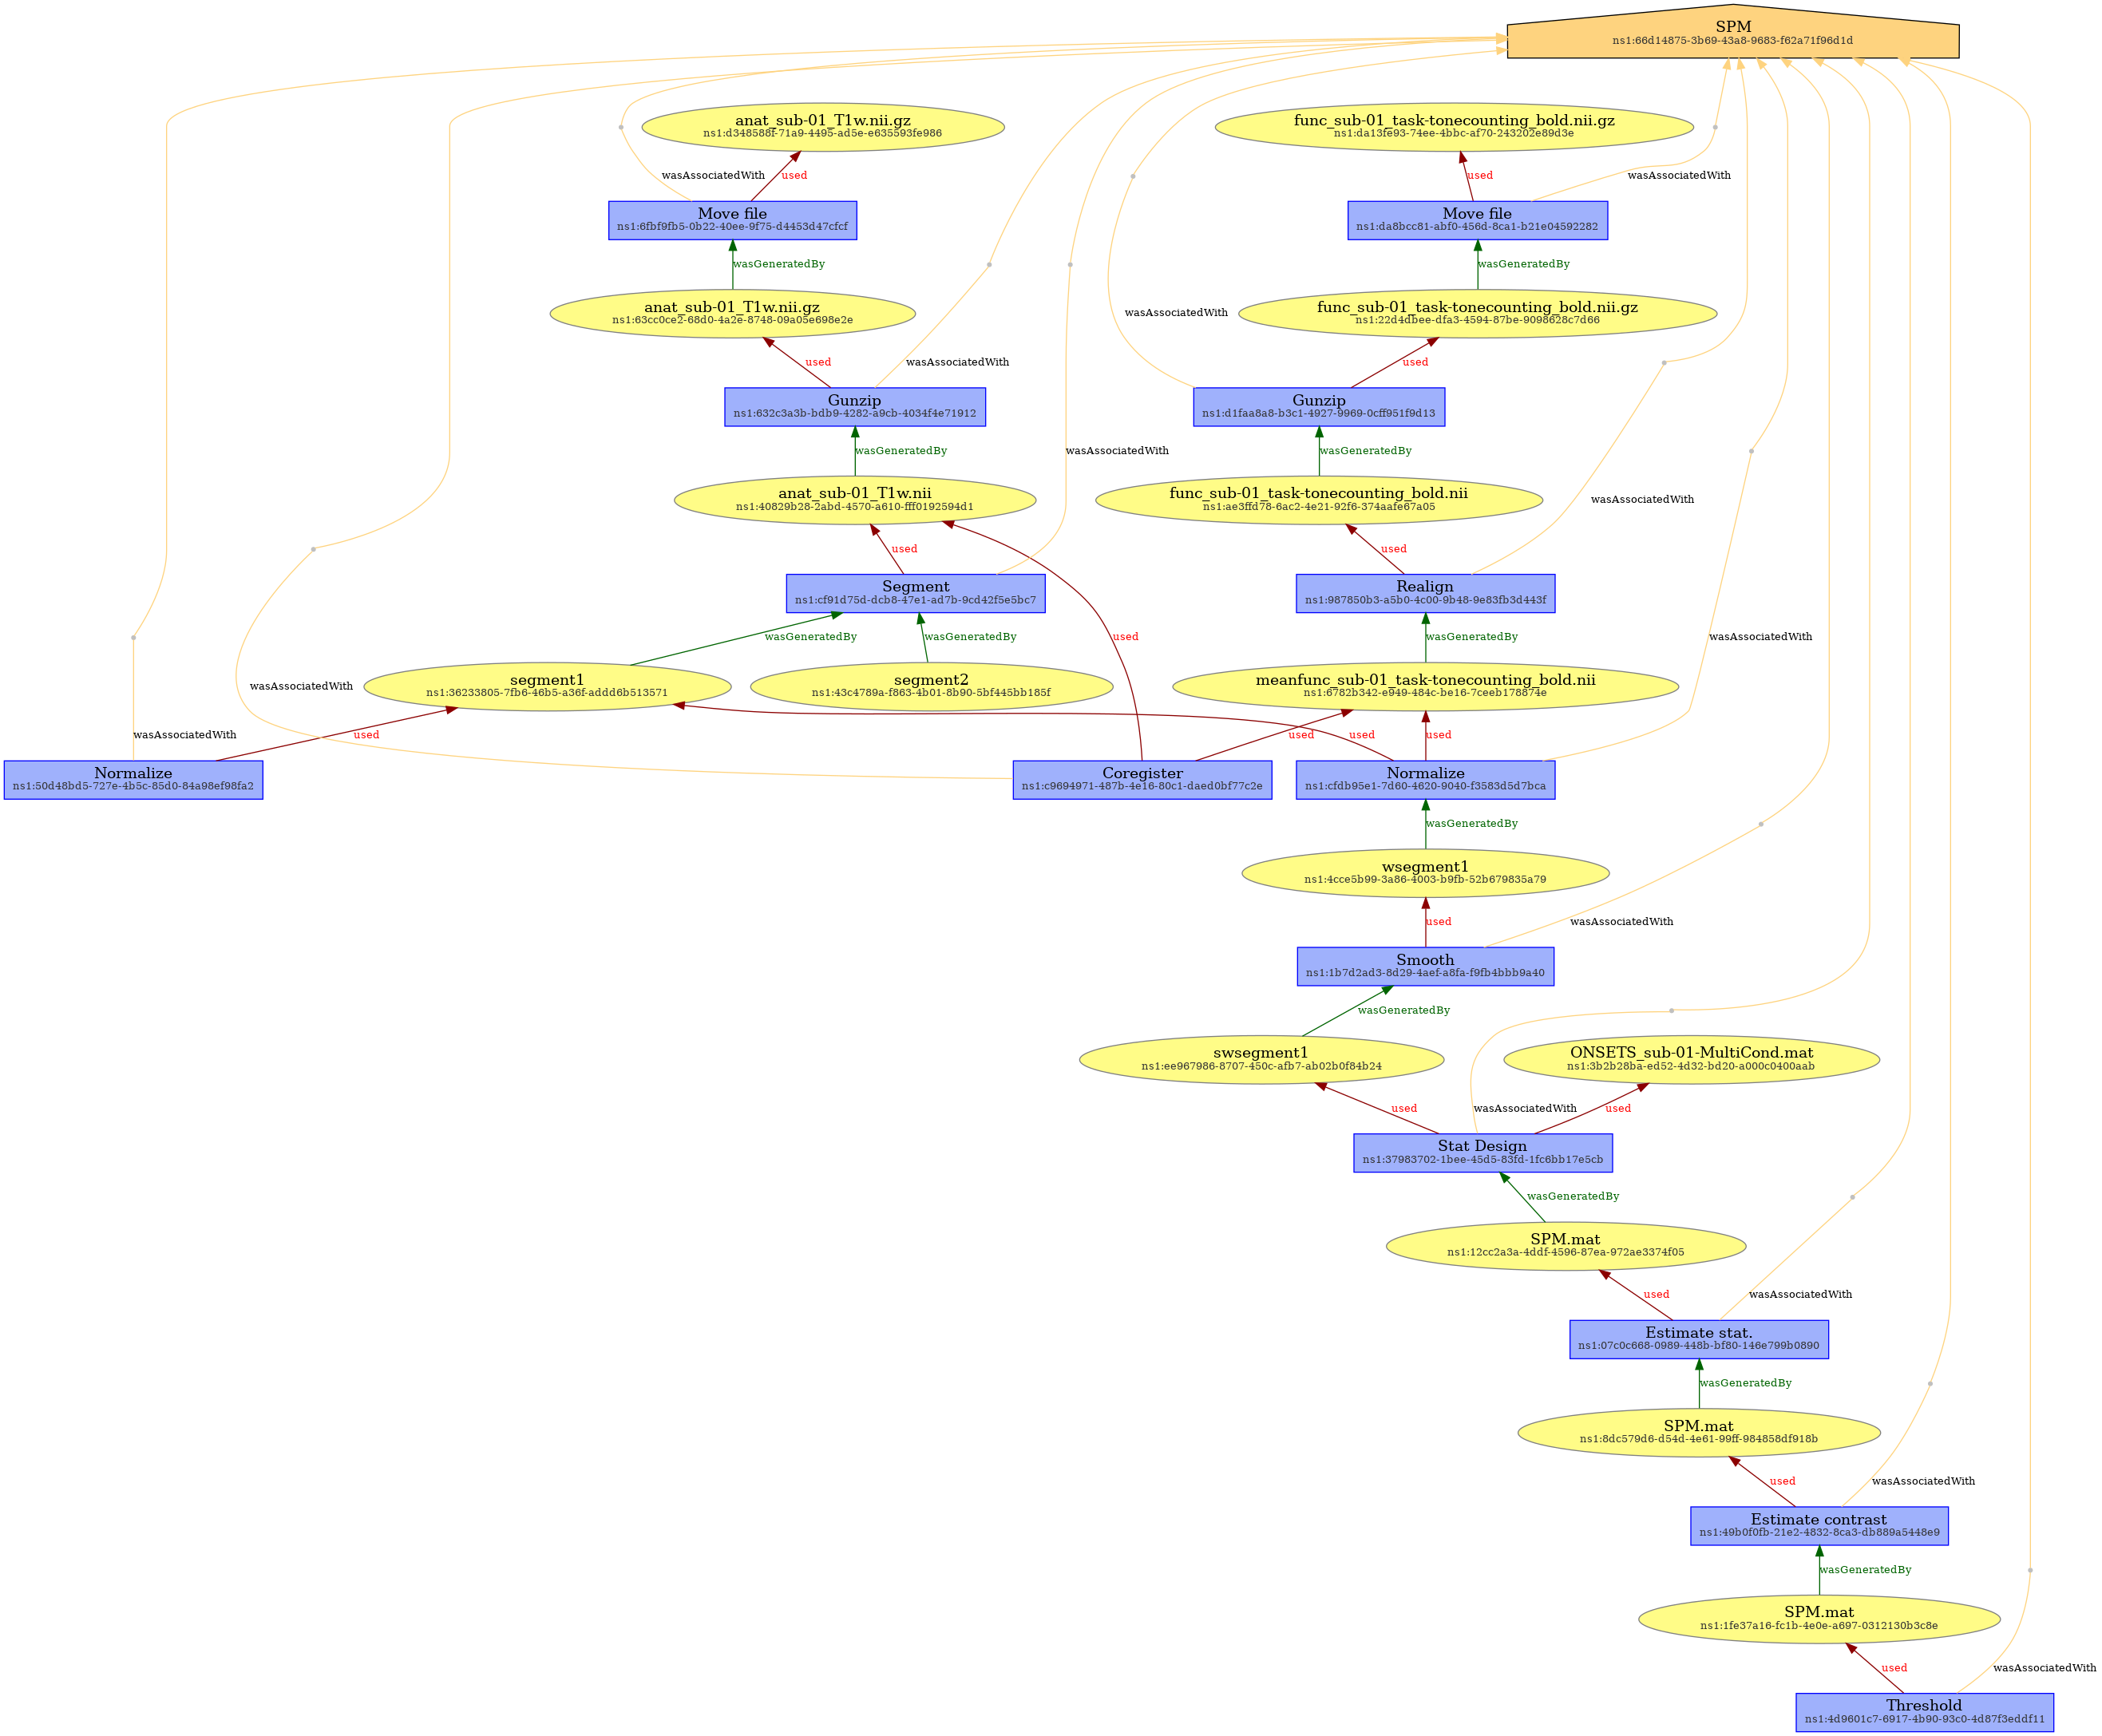 SPM
ns1:66d14875-3b69-43a8-9683-f62a71f96d1d
anat_sub-01_T1w.nii.gz
ns1:d348588f-71a9-4495-ad5e-e635593fe986
func_sub-01_task-tonecounting_bold.nii.gz
ns1:da13fe93-74ee-4bbc-af70-243202e89d3e
wasAssociatedWith
used
used
wasAssociatedWith
Move file
ns1:6fbf9fb5-0b22-40ee-9f75-d4453d47cfcf
Move file
ns1:da8bcc81-abf0-456d-8ca1-b21e04592282
wasGeneratedBy
wasGeneratedBy
anat_sub-01_T1w.nii.gz
ns1:63cc0ce2-68d0-4a2e-8748-09a05e698e2e
wasAssociatedWith
func_sub-01_task-tonecounting_bold.nii.gz
ns1:22d4dbee-dfa3-4594-87be-9098628c7d66
used
wasAssociatedWith
used
Gunzip
ns1:632c3a3b-bdb9-4282-a9cb-4034f4e71912
Gunzip
ns1:d1faa8a8-b3c1-4927-9969-0cff951f9d13
wasGeneratedBy
wasAssociatedWith
wasGeneratedBy
anat_sub-01_T1w.nii
ns1:40829b28-2abd-4570-a610-fff0192594d1
func_sub-01_task-tonecounting_bold.nii
ns1:ae3ffd78-6ac2-4e21-92f6-374aafe67a05
wasAssociatedWith
used
used
Segment
ns1:cf91d75d-dcb8-47e1-ad7b-9cd42f5e5bc7
Realign
ns1:987850b3-a5b0-4c00-9b48-9e83fb3d443f
wasGeneratedBy
wasGeneratedBy
used
wasGeneratedBy
wasAssociatedWith
wasAssociatedWith
segment1
ns1:36233805-7fb6-46b5-a36f-addd6b513571
segment2
ns1:43c4789a-f863-4b01-8b90-5bf445bb185f
meanfunc_sub-01_task-tonecounting_bold.nii
ns1:6782b342-e949-484c-be16-7ceeb178874e
wasAssociatedWith
used
used
used
used
Normalize
ns1:50d48bd5-727e-4b5c-85d0-84a98ef98fa2
Coregister
ns1:c9694971-487b-4e16-80c1-daed0bf77c2e
Normalize
ns1:cfdb95e1-7d60-4620-9040-f3583d5d7bca
wasGeneratedBy
wsegment1
ns1:4cce5b99-3a86-4003-b9fb-52b679835a79
used
wasAssociatedWith
Smooth
ns1:1b7d2ad3-8d29-4aef-a8fa-f9fb4bbb9a40
wasGeneratedBy
swsegment1
ns1:ee967986-8707-450c-afb7-ab02b0f84b24
ONSETS_sub-01-MultiCond.mat
ns1:3b2b28ba-ed52-4d32-bd20-a000c0400aab
used
wasAssociatedWith
used
Stat Design
ns1:37983702-1bee-45d5-83fd-1fc6bb17e5cb
wasGeneratedBy
SPM.mat
ns1:12cc2a3a-4ddf-4596-87ea-972ae3374f05
used
wasAssociatedWith
Estimate stat.
ns1:07c0c668-0989-448b-bf80-146e799b0890
wasGeneratedBy
SPM.mat
ns1:8dc579d6-d54d-4e61-99ff-984858df918b
used
wasAssociatedWith
Estimate contrast
ns1:49b0f0fb-21e2-4832-8ca3-db889a5448e9
wasGeneratedBy
SPM.mat
ns1:1fe37a16-fc1b-4e0e-a697-0312130b3c8e
used
wasAssociatedWith
Threshold
ns1:4d9601c7-6917-4b90-93c0-4d87f3eddf11